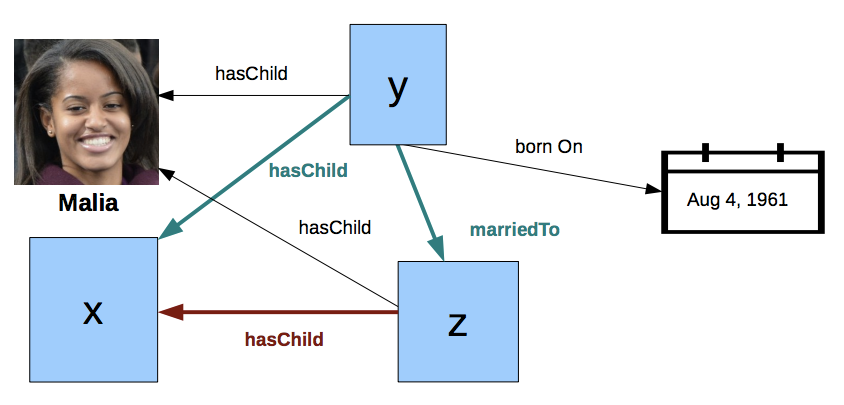 hasChild
y
born On
hasChild
Aug 4, 1961
Malia
hasChild
marriedTo
x
z
hasChild